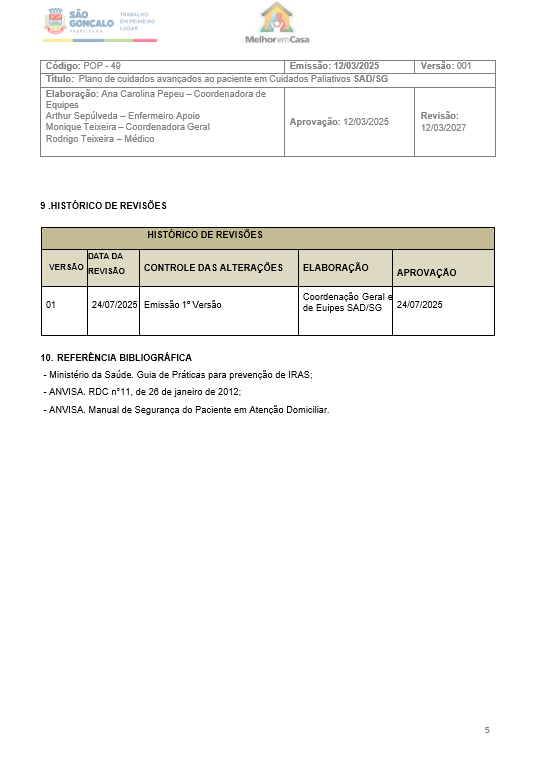 SÃO
GONÇALO
PREFEITURA
TRABALHO
EM PRIMEIRO
LUGAR
Melhor em Casa
Código: POP - 49
Emissão: 12/03/2025
Versão: 001
Título: Plano de cuidados avançados ao paciente em Cuidados Paliativos SAD/SG
Elaboração: Ana Carolina Pepeu – Coordenadora de
Equipes
Arthur Sepúlveda – Enfermeiro Apoio
Monique Teixeira – Coordenadora Geral
Rodrigo Teixeira – Médico
Aprovação: 12/03/2025
Revisão:
12/03/2027
9 .HISTÓRICO DE REVISÕES
HISTÓRICO DE REVISÕES
VERSÃO
DATA DA
REVISÃO
CONTROLE DAS ALTERAÇÕES
ELABORAÇÃO
APROVAÇÃO
01
24/07/2025
Emissão 1º Versão
Coordenação Geral e
de Euipes SAD/SG
24/07/2025
10. REFERÊNCIA BIBLIOGRÁFICA
- Ministério da Saúde. Guia de Práticas para prevenção de IRAS;
- ANVISA. RDC nº11, de 26 de janeiro de 2012;
- ANVISA. Manual de Segurança do Paciente em Atenção Domiciliar.
5